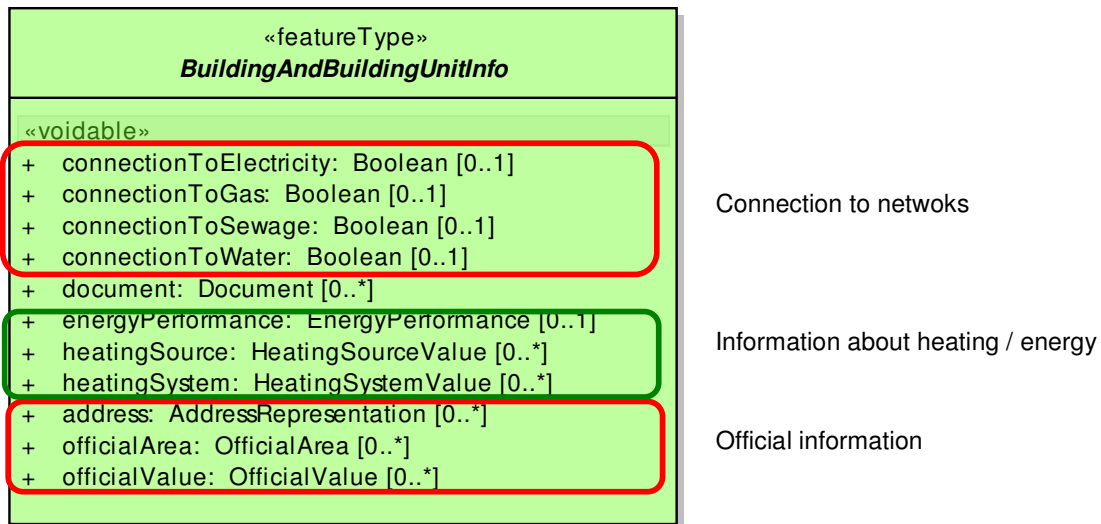 «featureType»
BuildingAndBuildingUnitInfo
«voidable»
+ connectionToElectricity: Boolean [0..1]
+ connectionToGas: Boolean [0..1]
+ connectionToSewage: Boolean [0..1]
+ connectionToWater: Boolean [0..1]
+ document: Document [0..*]
+ energyPerformance: EnergyPerformance [0..1]
+ heatingSource: HeatingSourceValue [0..*]
+ heatingSystem: HeatingSystemValue [0..*]
+ address: AddressRepresentation [0..*]
+ officialArea: OfficialArea [0..*]
+ officialValue: OfficialValue [0..*]
Connection to netwoks
Information about heating / energy
Official information